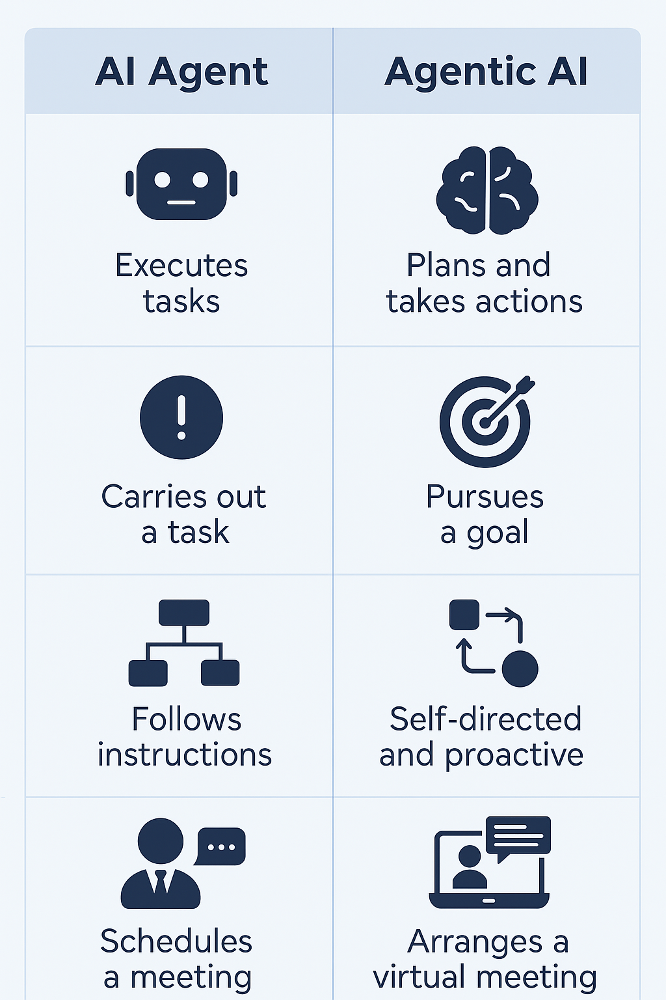 AI Agent
Agentic AI
Executes
tasks
Plans and
takes actions
Carries out
a task
Pursues
a goal
Follows
instructions
Self-directed
and proactive
Schedules
a meeting
Arranges a
virtual meeting